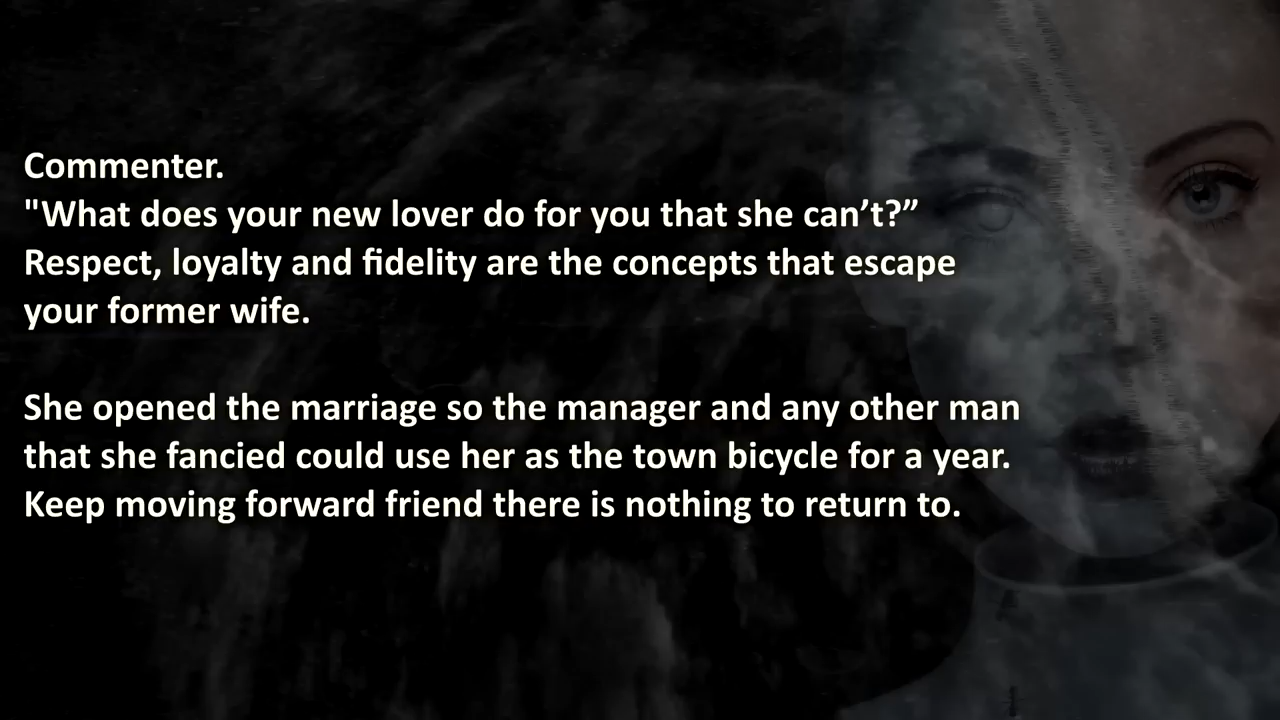 Commenter.
"What does your new lover do for you that she can’t?”
Respect, loyalty and fidelity are the concepts that escape
your former wife.
She opened the marriage so the manager and any other man
that she fancied could use her as the town bicycle for a year.
Keep moving forward friend there is nothing to return to.